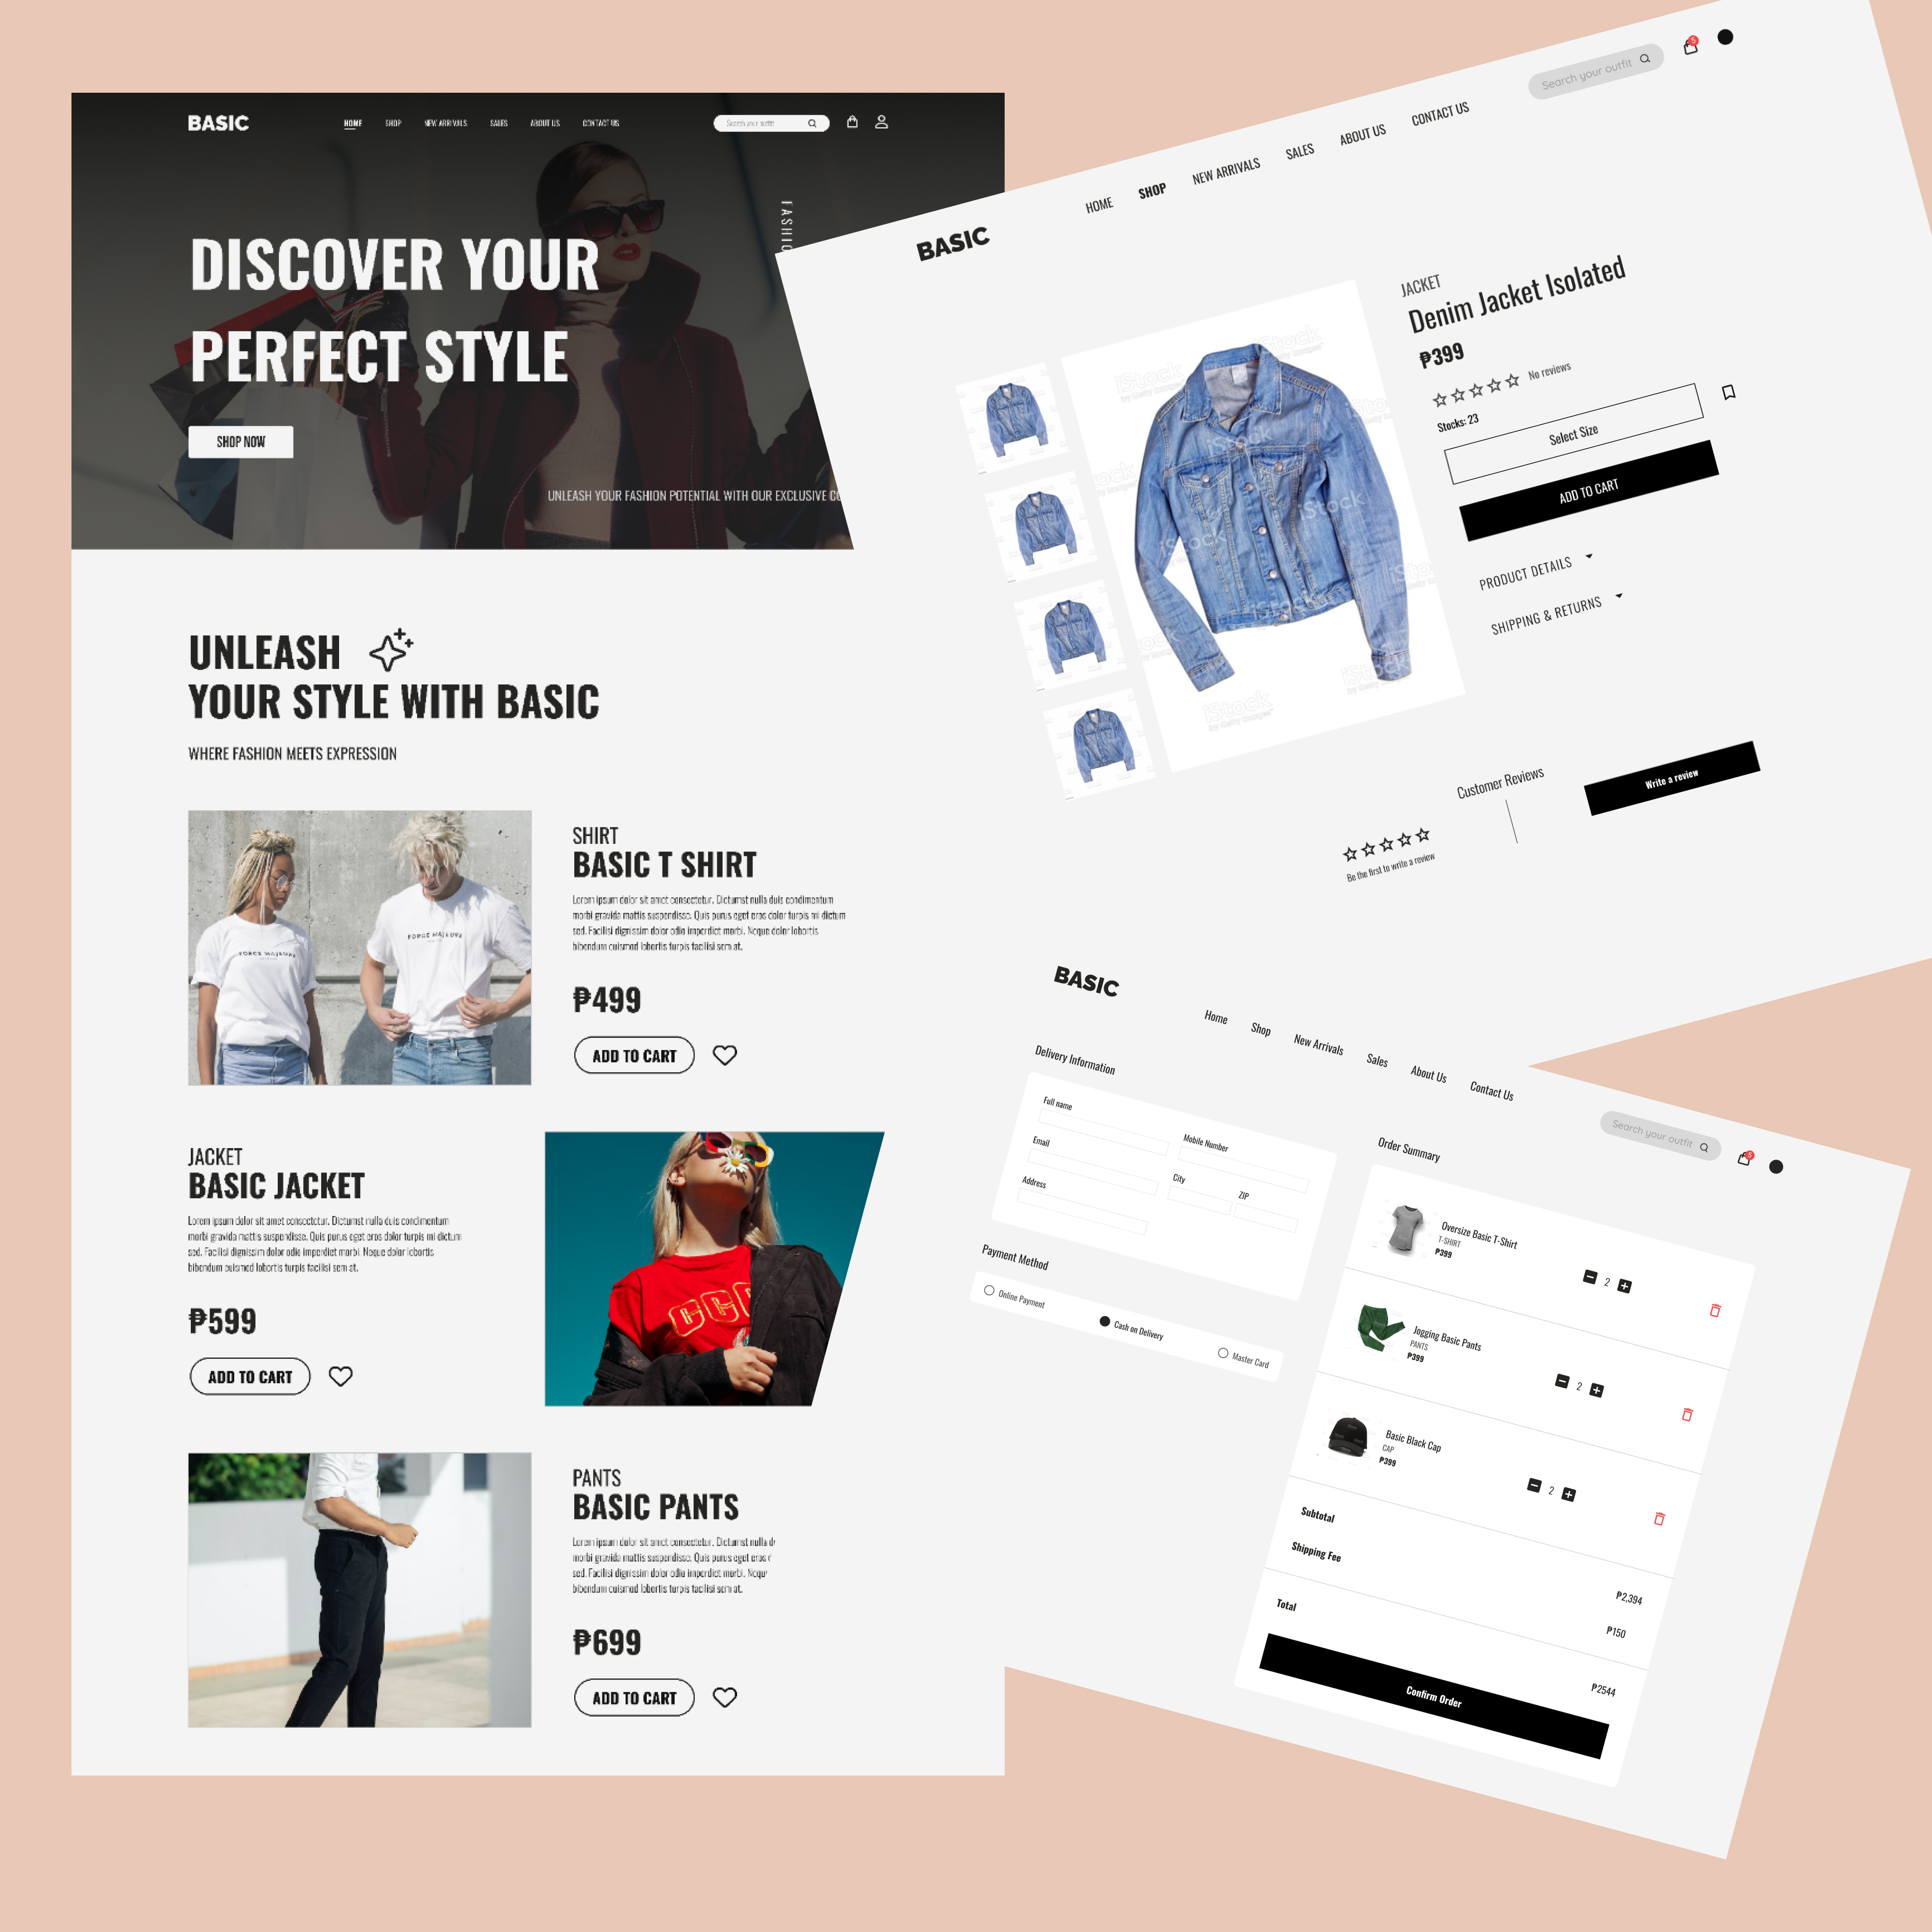 BASIC
HOME SHOP NEW ARRIVALS SALES ABOUT US CONTACT US
Search your outfit
FASHIO
DISCOVER YOUR
PERFECT STYLE
SHOP NOW
UNLEASH YOUR FASHION POTENTIAL WITH OUR EXCLUSIVE CO
UNLEASH
YOUR STYLE WITH BASIC
WHERE FASHION MEETS EXPRESSION
FORCE MAJEURE
FORCE MAJEURE
SHIRT
BASIC T SHIRT
Lorem ipsum dolor sit amet consectetur. Dictumst nulla duis condimentum
morbi gravida mattis suspendisse. Quis purus eget eros dolor turpis mi dictum
sed. Facilisi dignissim dolor odio imperdiet morbi. Neque dolor lobortis
bibendum euismod lobortis turpis facilisi sem at.
₱499
ADD TO CART
JACKET
BASIC JACKET
Lorem ipsum dolor sit amet consectetur. Dictumst nulla duis condimentum
morbi gravida mattis suspendisse. Quis purus eget eros dolor turpis mi dictum
sed. Facilisi dignissim dolor odio imperdiet morbi. Neque dolor lobortis
bibendum euismod lobortis turpis facilisi sem at.
₱599
ADD TO CART
PANTS
BASIC PANTS
Lorem ipsum dolor sit amet consectetur. Dictumst nulla
morbi gravida mattis suspendisse. Quis purus eget eros
sed. Facilisi dignissim dolor odio imperdiet morbi.
bibendum euismod lobortis turpis facilisi sem at.
₱699
ADD TO CART
BASIC
HOME SHOP NEW ARRIVALS SALES ABOUT US CONTACT US
Search your outfit
5
iStock
by Getty Images
JACKET
Denim Jacket Isolated
₱399
No reviews
Stocks: 23
Select Size
ADD TO CART
PRODUCT DETAILS
SHIPPING & RETURNS
Customer Reviews
Be the first to write a review
Write a review
BASIC
Home Shop New Arrivals Sales About Us Contact Us
Search your outfit
5
Delivery Information
Full name
Mobile Number
Email
City
ZIP
Address
Payment Method
Online Payment
Cash on Delivery
Master Card
Order Summary
Oversize Basic T-Shirt
T-SHIRT
₱399
2
Jogging Basic Pants
PANTS
₱399
2
Basic Black Cap
CAP
₱399
2
Subtotal
₱2,394
Shipping Fee
₱150
Total
₱2544
Confirm Order